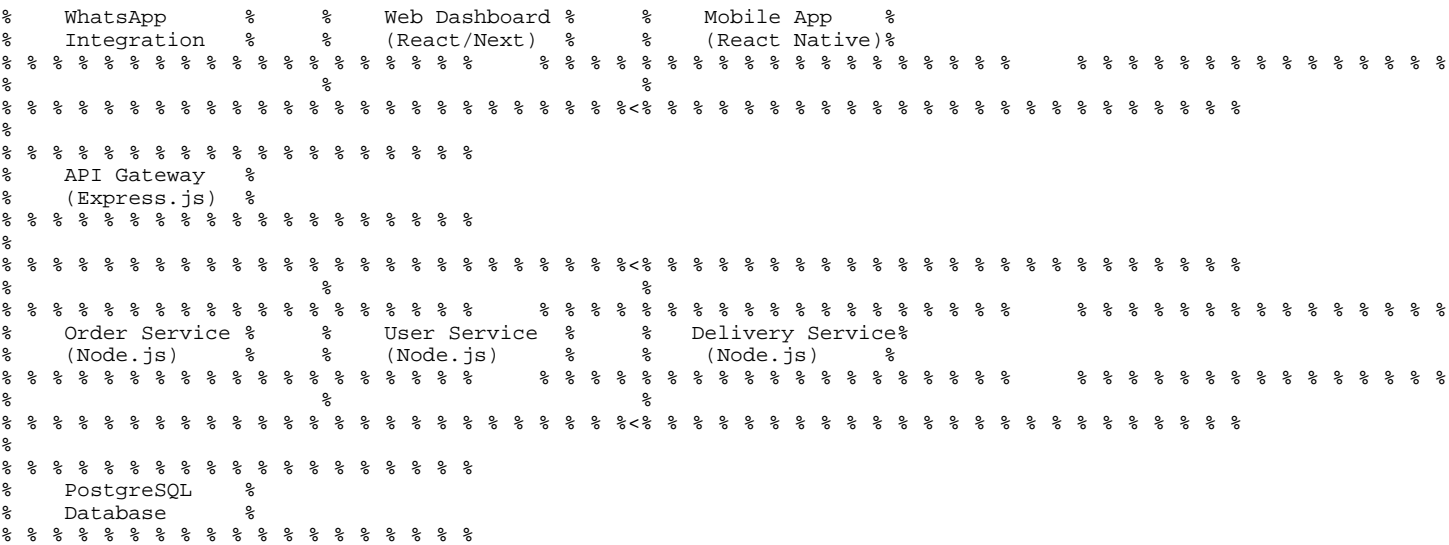 % WhatsApp % % Web Dashboard % % Mobile App %
% Integration % % (React/Next) % % (React Native)%
% % % % % % % % % % % % % % % % % % % % % % % % % % % % % % % % % % % % % % % % % % % % % % % % % % % % %
% % %
% % % % % % % % % % % % % % % % % % % % % % % % %<% % % % % % % % % % % % % % % % % % % % % % % %
%
% % % % % % % % % % % % % % % % % % %
% API Gateway %
% (Express.js) %
% % % % % % % % % % % % % % % % % % %
%
% % % % % % % % % % % % % % % % % % % % % % % % %<% % % % % % % % % % % % % % % % % % % % % % % %
% % %
% % % % % % % % % % % % % % % % % % % % % % % % % % % % % % % % % % % % % % % % % % % % % % % % % % % % %
% Order Service % % User Service % % Delivery Service%
% (Node.js) % % (Node.js) % % (Node.js) %
% % % % % % % % % % % % % % % % % % % % % % % % % % % % % % % % % % % % % % % % % % % % % % % % % % % % %
% % %
% % % % % % % % % % % % % % % % % % % % % % % % %<% % % % % % % % % % % % % % % % % % % % % % % %
%
% % % % % % % % % % % % % % % % % % %
% PostgreSQL %
% Database %
% % % % % % % % % % % % % % % % % % %